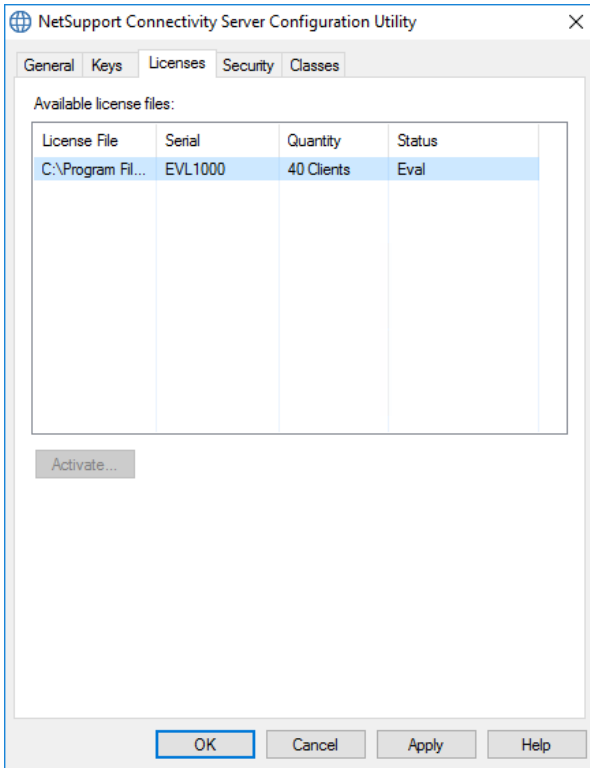 NetSupport Connectivity Server Configuration Utility
General Keys Licenses Security Classes
Available license files:
License File Serial Quantity Status
C:\Program Fil... EVL1000 40 Clients Eval
Activate...
OK Cancel Apply Help